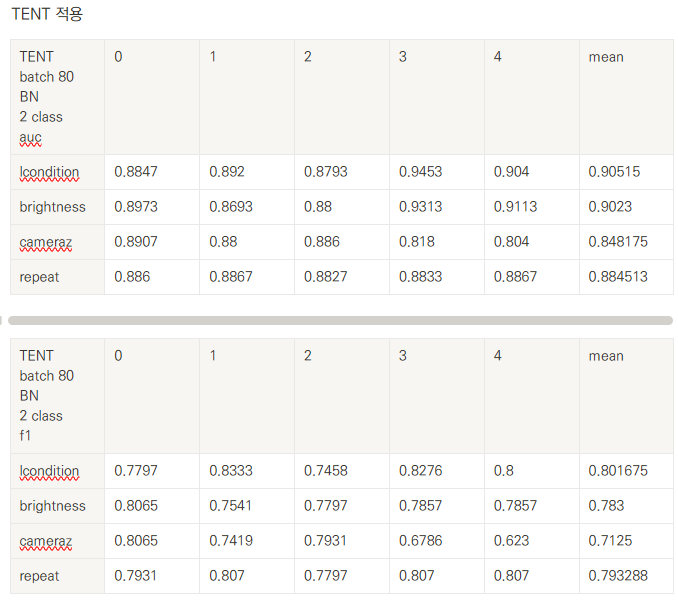 TENT 적용
TENT batch 80 BN 2 class auc 0 1 2 3 4 mean
lcondition 0.8847 0.892 0.8793 0.9453 0.904 0.90515
brightness 0.8973 0.8693 0.88 0.9313 0.9113 0.9023
cameraz 0.8907 0.88 0.886 0.818 0.804 0.848175
repeat 0.886 0.8867 0.8827 0.8833 0.8867 0.884513
TENT batch 80 BN 2 class f1 0 1 2 3 4 mean
lcondition 0.7797 0.8333 0.7458 0.8276 0.8 0.801675
brightness 0.8065 0.7541 0.7797 0.7857 0.7857 0.783
cameraz 0.8065 0.7419 0.7931 0.6786 0.623 0.7125
repeat 0.7931 0.807 0.7797 0.807 0.807 0.793288